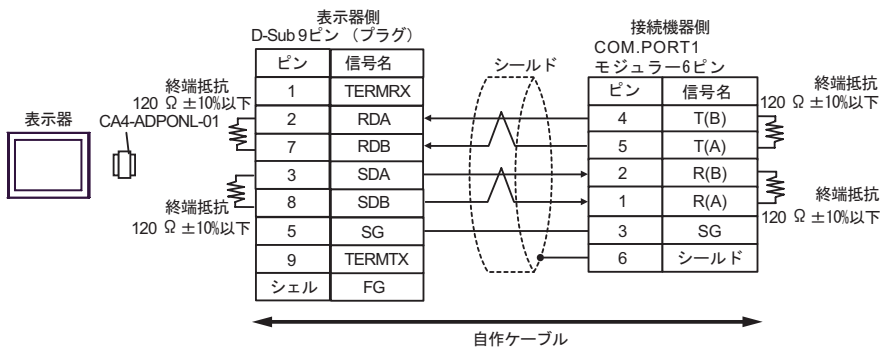 表示器側
D-Sub 9ピン （プラグ）
接続機器側
COM.PORT1
モジュラー6ピン
シールド
表示器
CA4-ADPONL-01
終端抵抗
120 Ω ±10%以下
終端抵抗
120 Ω ±10%以下
ピン 信号名
1 TERMRX
2 RDA
7 RDB
3 SDA
8 SDB
5 SG
9 TERMTX
シェル FG
ピン 信号名
4 T(B)
5 T(A)
2 R(B)
1 R(A)
3 SG
6 シールド
終端抵抗
120 Ω ±10%以下
終端抵抗
120 Ω ±10%以下
自作ケーブル